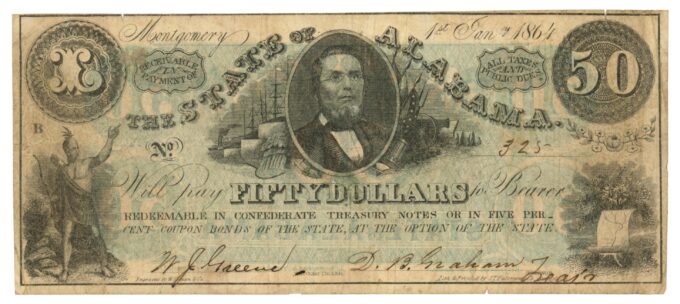 Montgomery 1st Jany 1864
L RECEIVABLE IN PAYMENT OF THE STATE OF ALABAMA. ALL TAXES AND PUBLIC DUES 50
B
No 325
Will pay FIFTY DOLLARS to Bearer
REDEEMABLE IN CONFEDERATE TREASURY NOTES OR IN FIVE PER-
CENT COUPON BONDS OF THE STATE, AT THE OPTION OF THE STATE.
W. J. Greene D. B. Graham Treasr